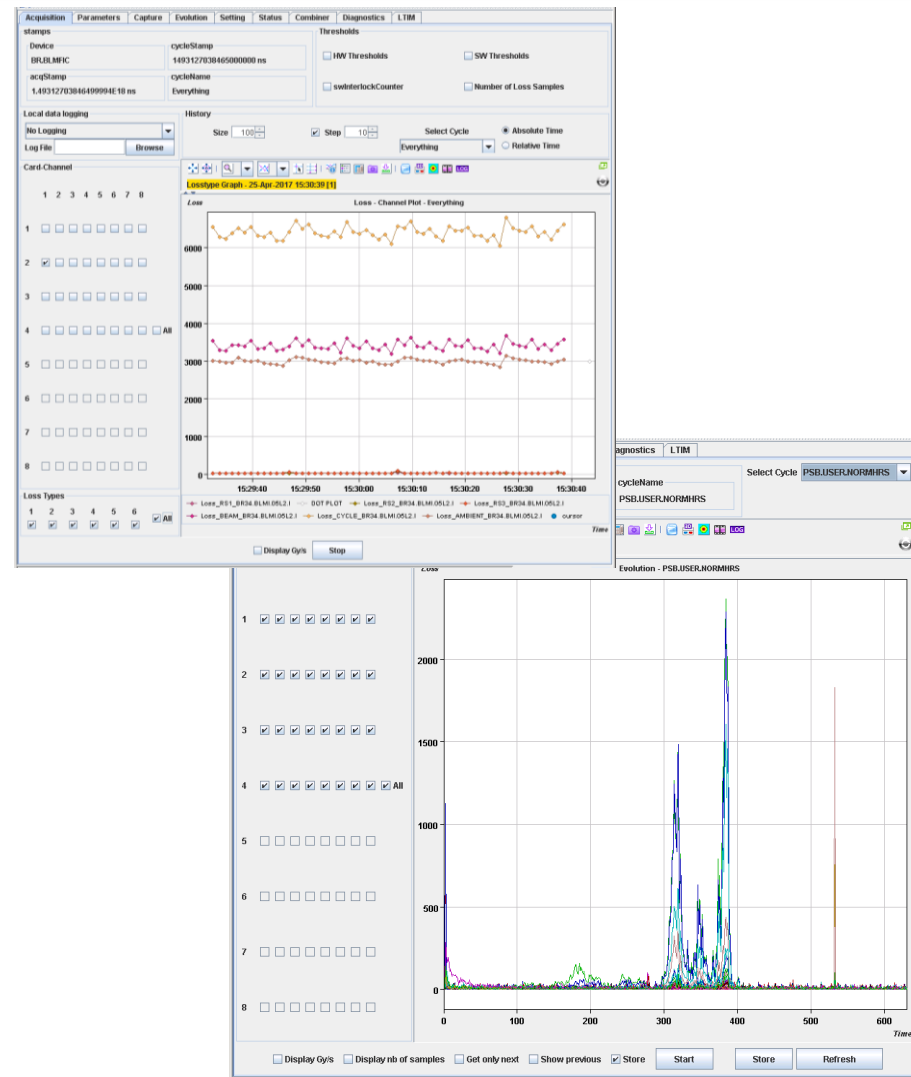 Acquisition Parameters Capture Evolution Setting Status Combiner Diagnostics LTIM
stamps
Device
BR.BLMFIC
cycleStamp
1493127038465000000 ns
acqStamp
1.49312703846499994E18 ns
cycleName
Everything
Thresholds
HW Thresholds
SW Thresholds
swInterlockCounter
Number of Loss Samples
Local data logging
No Logging
Log File
Browse
History
Size 100
Step 10
Select Cycle
Everything
Absolute Time
Relative Time
Card-Channel
1 2 3 4 5 6 7 8
1
2
3
4 All
5
6
7
8
Loss Types
1 2 3 4 5 6
All
LOG
Losstype Graph - 25-Apr-2017 15:30:39 [1]
Loss
Loss - Channel Plot - Everything
6000
5000
4000
3000
2000
1000
0
15:29:40 15:29:50 15:30:00 15:30:10 15:30:20 15:30:30 15:30:40
Loss_RS1_BR34.BLMI.05L2.I DOT PLOT Loss_RS2_BR34.BLMI.05L2.I Loss_RS3_BR34.BLMI.05L2.I
Loss_BEAM_BR34.BLMI.05L2.I Loss_CYCLE_BR34.BLMI.05L2.I Loss_AMBIENT_BR34.BLMI.05L2.I cursor
Time
Display Gy/s Stop
agnostics LTIM
cycleName
PSB.USER.NORMHRS
Select Cycle PSB.USER.NORMHRS
LOG
Loss
Evolution - PSB.USER.NORMHRS
1
2
3
4 All
5
6
7
8
2000
1500
1000
500
0
0 100 200 300 400 500 600
Time
Display Gy/s Display nb of samples Get only next Show previous Store Start Store Refresh